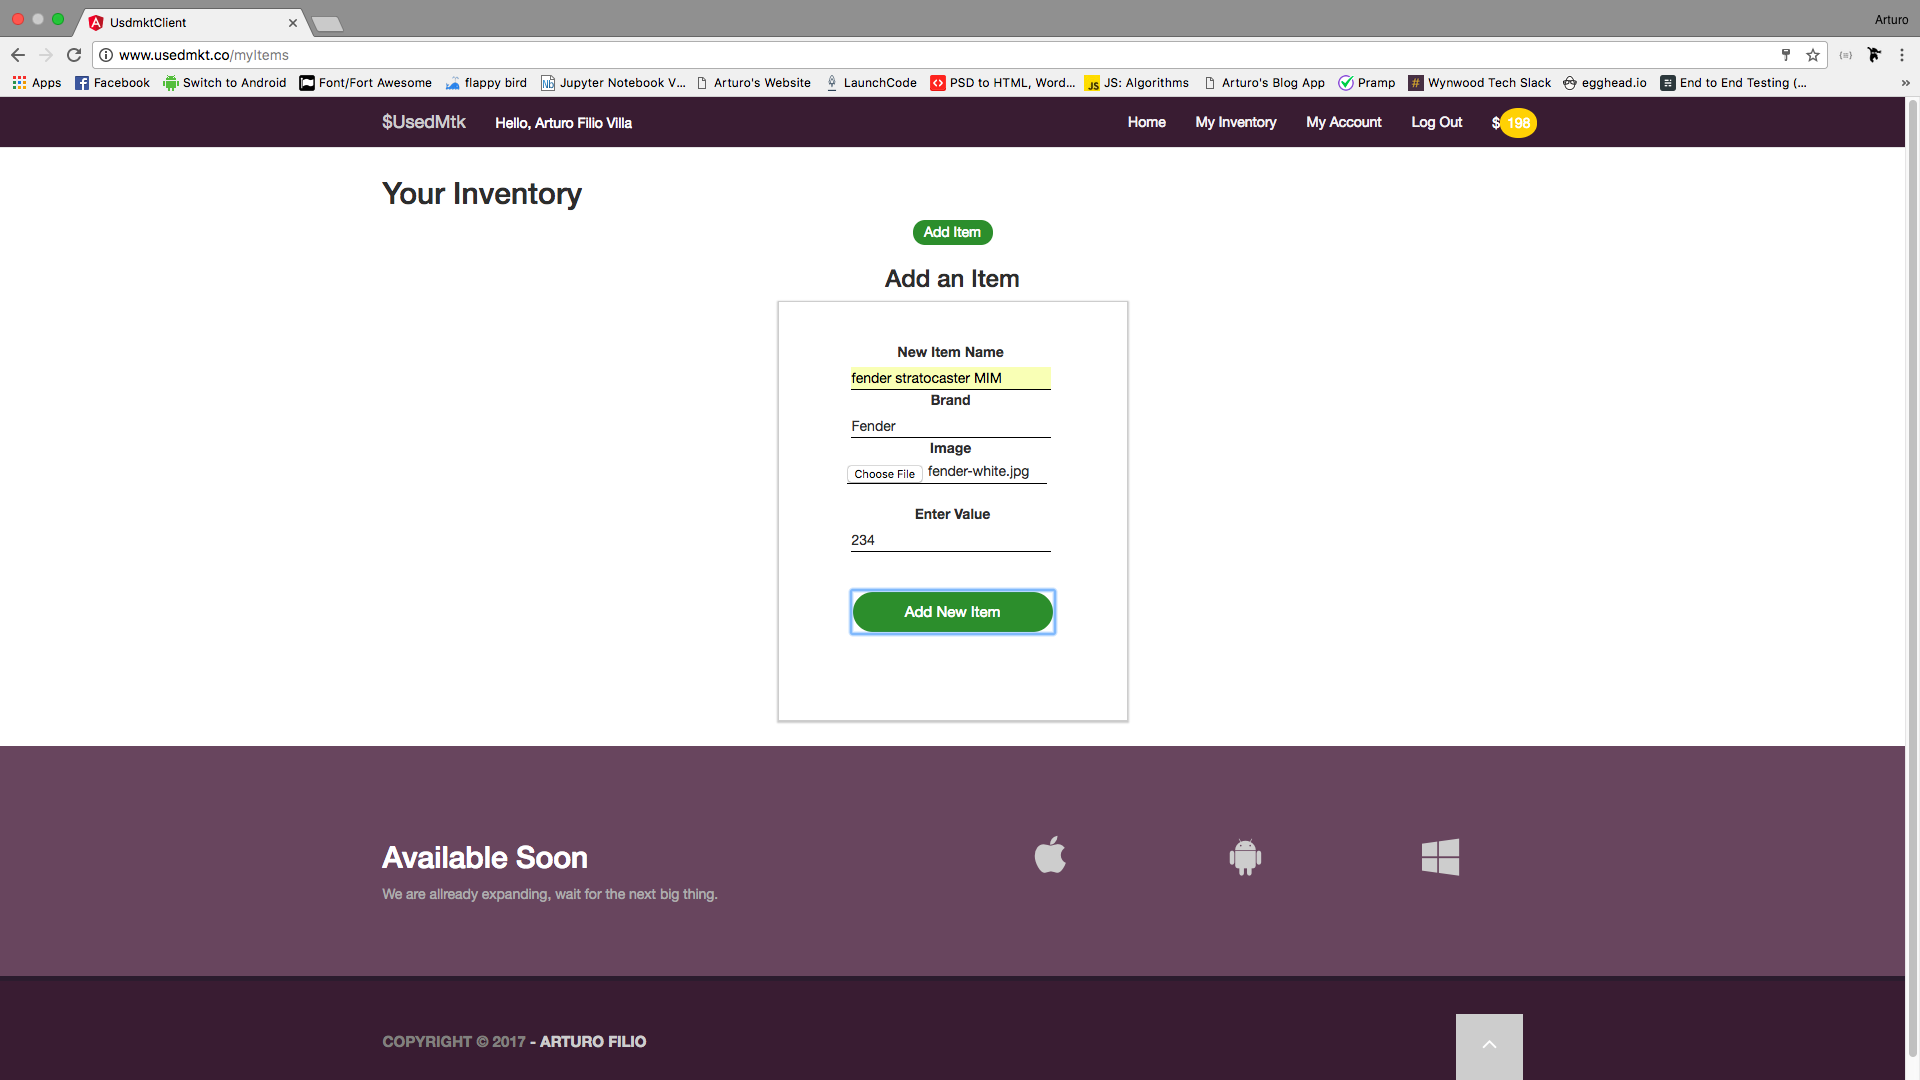 UsdmktClient
Arturo
www.usedmkt.co/myItems
Apps Facebook Switch to Android Font/Fort Awesome flappy bird Jupyter Notebook V... Arturo's Website LaunchCode PSD to HTML, Word... JS: Algorithms Arturo's Blog App Pramp Wynwood Tech Slack egghead.io End to End Testing (... »
$UsedMtk Hello, Arturo Filio Villa Home My Inventory My Account Log Out $ 198
Your Inventory
Add Item
Add an Item
New Item Name
fender stratocaster MIM
Brand
Fender
Image
Choose File fender-white.jpg
Enter Value
234
Add New Item
Available Soon
We are allready expanding, wait for the next big thing.
COPYRIGHT © 2017 - ARTURO FILIO